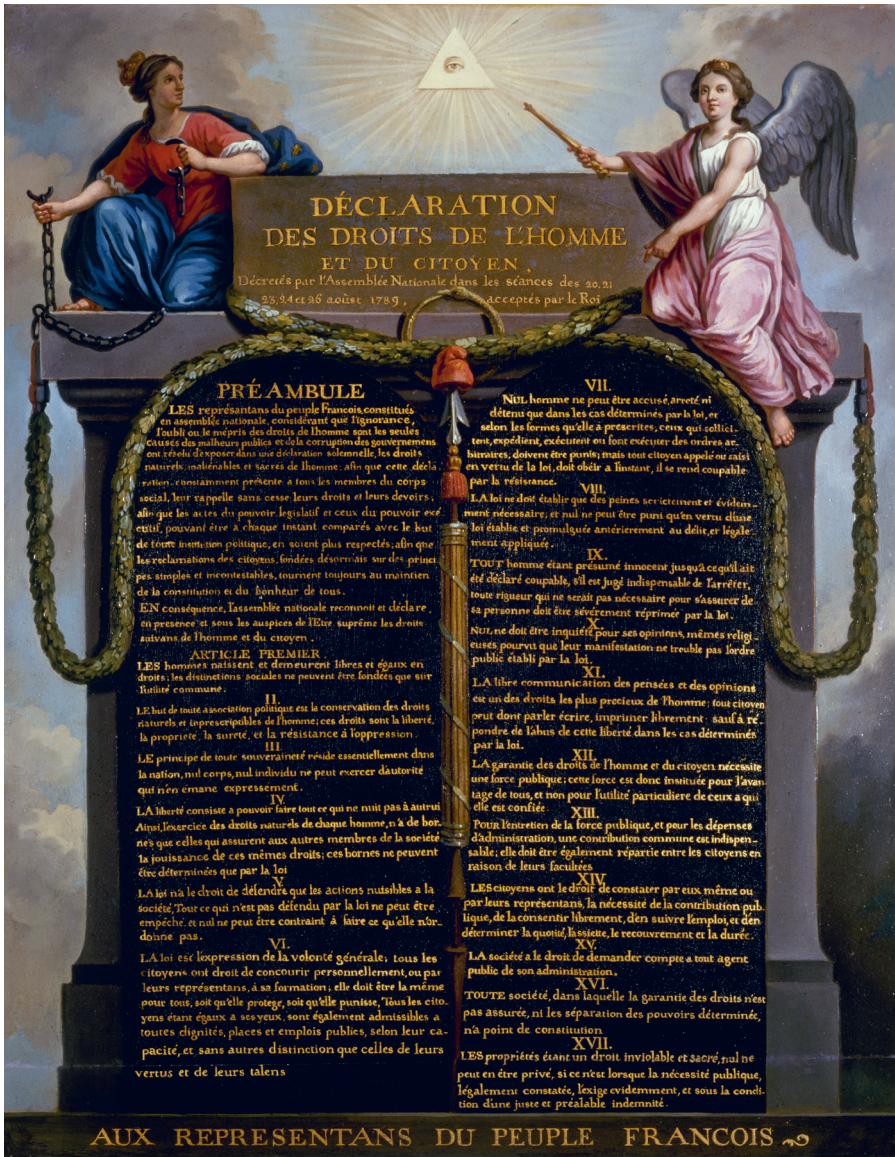 DÉCLARATION
DES DROITS DE L'HOMME
ET DU CITOYEN,
Décretés par l'Assemblée Nationale dans les séances des 20, 21
23, 24 et 26 aoûst 1789, acceptés par le Roi
PRÉAMBULE
LES représantans du peuple Francois, constitués
en assemblée nationale, considérant que l'ignorance,
l'oubli ou le mépris des droits de l'homme sont les seules
causes des malheurs publics et de la corruption des gouvernemens
ont résolu d'exposer dans une déclaration solemnelle, les droits
naturels, inaliénables et sacrés de l'homme; afin que cette décla
ration, constamment présente a tous les membres du corps
social, leur rappelle sans cesse leurs droits et leurs devoirs;
afin que les actes du pouvoir législatif et ceux du pouvoir exé
cutif, pouvant être à chaque instant comparés avec le but
de toute institution politique, en soient plus respectés; afin que
les reclamations des citoyens, fondées désormais sur des princi
pes simples et incontestables, tournent toujours au maintien
de la constitution et du bonheur de tous.
EN conséquence, l'assemblée nationale reconnoit et déclare,
en presence et sous les auspices de l'Etre suprême les droits
suivans de l'homme et du citoyen.
ARTICLE PREMIER.
LES hommes naissent et demeurent libres et égaux en
droits; les distinctions sociales ne peuvent être fondées que sur
l'utilité commune.
II.
LE but de toute association politique est la conservation des droits
naturels et inprescriptibles de l'homme; ces droits sont la liberté,
la propriété, la sureté, et la résistance à l'oppression.
III.
LE principe de toute souveraineté réside essentiellement dans
la nation, nul corps, nul individu ne peut exercer d'autorité
qui n'en émane expressement.
IV.
LA liberté consiste a pouvoir faire tout ce qui ne nuit pas à autrui
Ainsi, l'exercice des droits naturels de chaque homme, n'a de bor-
nes que celles qui assurent aux autres membres de la société
la jouissance de ces mêmes droits; ces bornes ne peuvent
être déterminées que par la loi
V.
LA loi n'a le droit de défendre que les actions nuisibles a la
société, Tout ce qui n'est pas défendu par la loi ne peut être
empêché, et nul ne peut être contraint à faire ce qu'elle n'or-
donne pas.
VI.
LA loi est l'expression de la volonté générale; tous les
citoyens ont droit de concourir personnellement, ou par
leurs représentans, à sa formation; elle doit être la même
pour tous, soit qu'elle protege, soit qu'elle punisse, Tous les cito-
yens étant égaux a ses yeux, sont également admissibles a
toutes dignités, places et emplois publics, selon leur ca-
pacité, et sans autres distinction que celles de leurs
vertus et de leurs talens
VII.
NUL homme ne peut être accusé, arreté ni
détenu que dans les cas déterminés par la loi, et
selon les formes qu'elle à prescrites, ceux qui sollici-
tent, expédient, exécutent ou font exécuter des ordres ar-
bitraires, doivent être punis; mais tout citoyen appelé ou saisi
en vertu de la loi, doit obéir a l'instant, il se rend coupable
par la résistance.
VIII.
LA loi ne doit établir que des peines strictement et évidem-
ment nécessaire, et nul ne peut être puni qu'en vertu d'une
loi établie et promulguée antérierement au délit, et légale-
ment appliquée.
IX.
TOUT homme étant présumé innocent jusqu'a ce qu'il ait
été déclaré coupable, s'il est jugé indispensable de l'arrêter,
toute rigueur qui ne serait pas nécessaire pour s'assurer de
sa personne doit être sévèrement réprimée par la loi.
X.
NUL ne doit être inquiété pour ses opinions, mêmes religi-
euses, pourvu que leur manifestation ne trouble pas l'ordre
public établi par la loi.
XI.
LA libre communication des pensées et des opinions
est un des droits les plus precieux de l'homme; tout citoyen
peut dont parler écrire, imprimer librement sauf à ré-
pondre de l'abus de cette liberté dans les cas déterminés
par la loi.
XII.
LA garantie des droits de l'homme et du citoyen nécessite
une force publique; cette force est donc instituée pour l'avan
tage de tous, et non pour l'utilité particuliere de ceux a qui
elle est confiée
XIII.
POUR l'entretien de la force publique, et pour les dépenses
d'administration, une contribution commune est indispen-
sable; elle doit être également répartie entre les citoyens en
raison de leurs facultées
XIV.
LES citoyens ont le droit de constater par eux même ou
par leurs représentans, la nécessité de la contribution pub-
lique, de la consentir librement, d'en suivre l'emploi, et d'en
déterminer la quotité, l'assiette, le recouvrement et la durée.
XV.
LA société a le droit de demander compte a tout agent
public de son administration.
XVI.
TOUTE société, dans laquelle la garantie des droits n'est
pas assurée, ni les séparation des pouvoirs déterminée,
n'a point de constitution
XVII.
LES propriétés étant un droit inviolable et sacré, nul ne
peut en être privé, si ce n'est lorsque la nécessité publique,
légalement constatée, l'exige evidemment, et sous la condi-
tion d'une juste et préalable indemnité.
AUX REPRESENTANS DU PEUPLE FRANCOIS